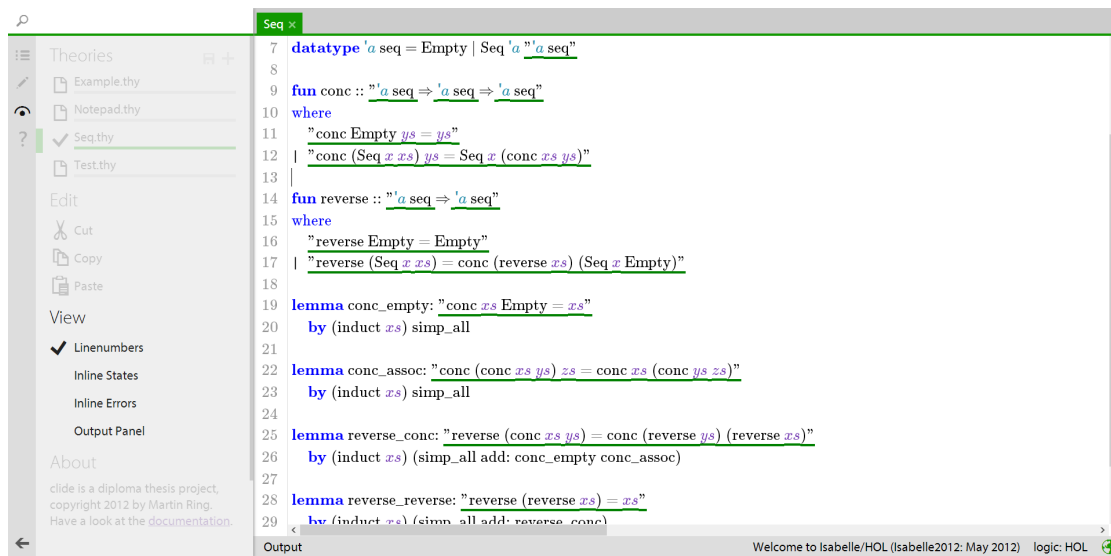 Seq ×
Theories
Example.thy
Notepad.thy
Seq.thy
Test.thy
Edit
Cut
Copy
Paste
View
Linenumbers
Inline States
Inline Errors
Output Panel
About
clide is a diploma thesis project,
copyright 2012 by Martin Ring.
Have a look at the documentation.
?
7 datatype 'a seq = Empty | Seq 'a "'a seq"
8
9 fun conc :: "'a seq ⇒ 'a seq ⇒ 'a seq"
10 where
11 "conc Empty ys = ys"
12 | "conc (Seq x xs) ys = Seq x (conc xs ys)"
13
14 fun reverse :: "'a seq ⇒ 'a seq"
15 where
16 "reverse Empty = Empty"
17 | "reverse (Seq x xs) = conc (reverse xs) (Seq x Empty)"
18
19 lemma conc_empty: "conc xs Empty = xs"
20 by (induct xs) simp_all
21
22 lemma conc_assoc: "conc (conc xs ys) zs = conc xs (conc ys zs)"
23 by (induct xs) simp_all
24
25 lemma reverse_conc: "reverse (conc xs ys) = conc (reverse ys) (reverse xs)"
26 by (induct xs) (simp_all add: conc_empty conc_assoc)
27
28 lemma reverse_reverse: "reverse (reverse xs) = xs"
29 by (induct xs) (simp_all add: reverse_conc)
Output
Welcome to Isabelle/HOL (Isabelle2012: May 2012) logic: HOL